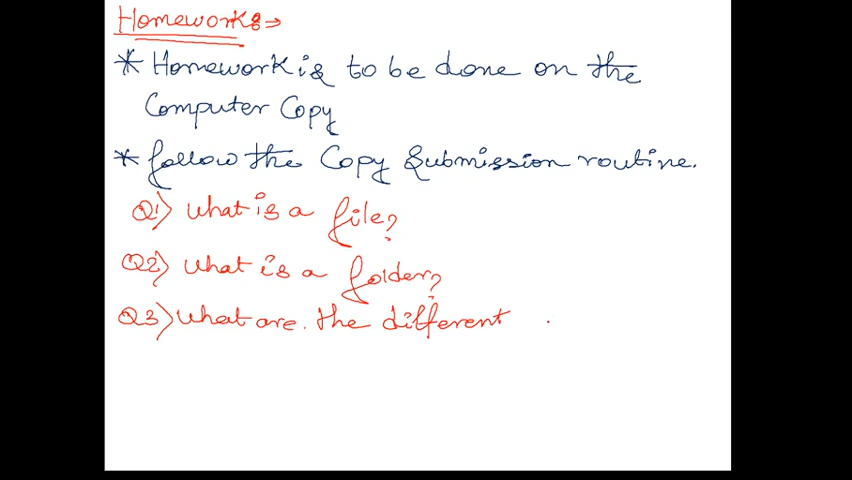 Homework:→
* Homework is to be done on the
Computer Copy
* follow the Copy Submission routine.
Q1) What is a file?
Q2) What is a folder?
Q3) What are the different